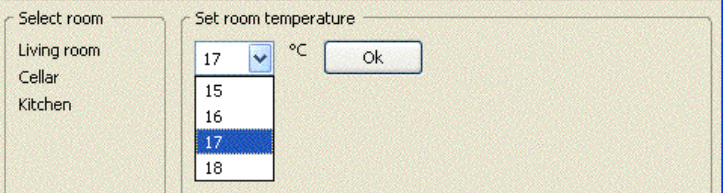 Select room
Living room
Cellar
Kitchen
Set room temperature
17 °C Ok
15
16
17
18